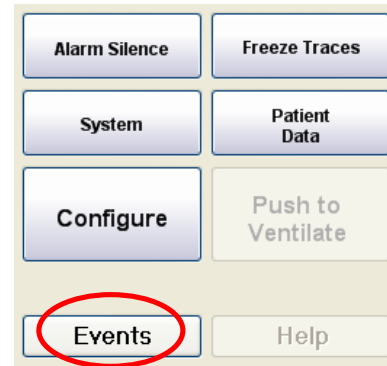 Alarm Silence
Freeze Traces
System
Patient
Data
Configure
Push to
Ventilate
Events
Help